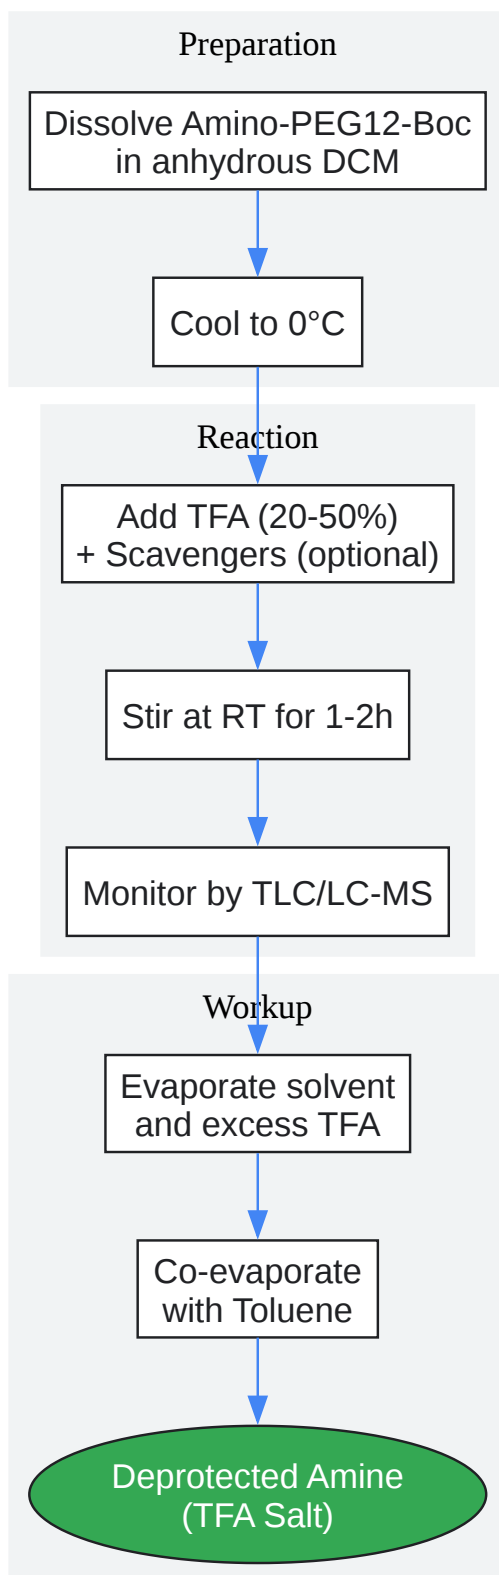 Preparation
Dissolve Amino-PEG12-Boc
in anhydrous DCM
Cool to 0°C
Reaction
Add TFA (20-50%)
+ Scavengers (optional)
Stir at RT for 1-2h
Monitor by TLC/LC-MS
Workup
Evaporate solvent
and excess TFA
Co-evaporate
with Toluene
Deprotected Amine
(TFA Salt)